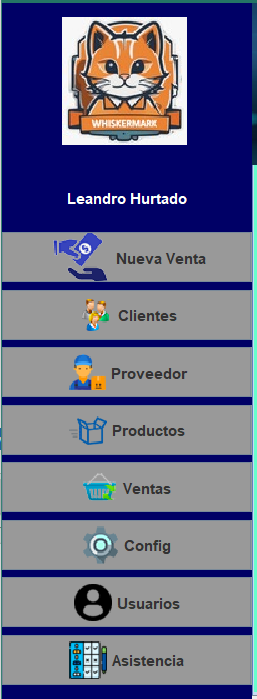 WHISKERMARK
Leandro Hurtado
Nueva Venta
Clientes
Proveedor
Productos
Ventas
Config
Usuarios
Asistencia